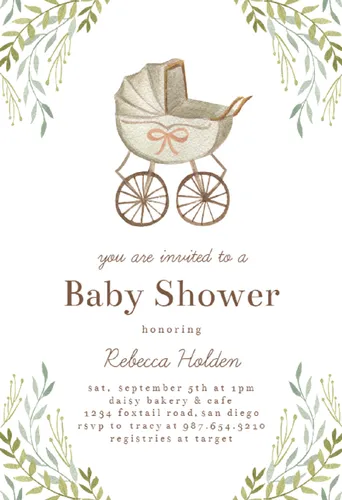 you are invited to a
Baby Shower
honoring
Rebecca Holden
sat, september 5th at 1pm
daisy bakery & cafe
1234 foxtail road, san diego
rsvp to tracy at 987.654.3210
registries at target